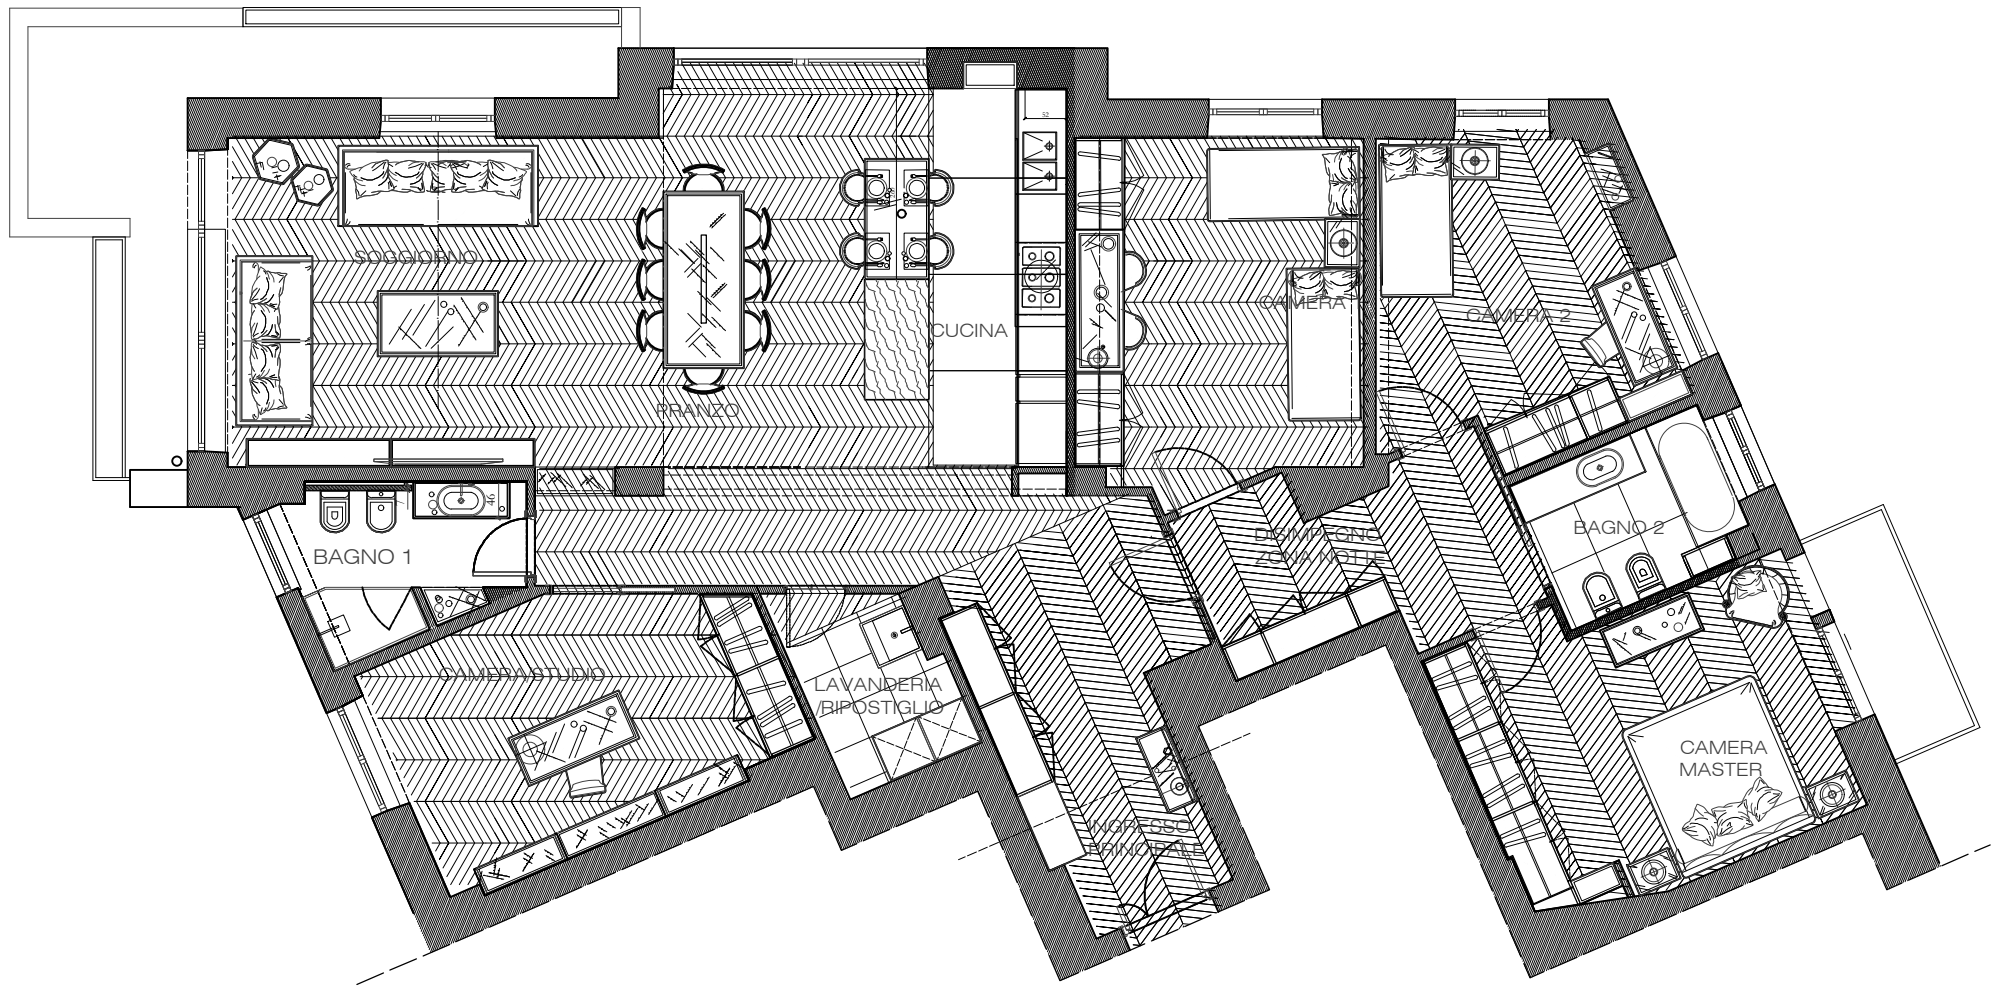 SOGGIORNO
PRANZO
CUCINA
52
CAMERA
CAMERA 2
BAGNO 1
46
DISIMPEGNO
ZONA NOTTE
BAGNO 2
CAMERA/STUDIO
LAVANDERIA
/RIPOSTIGLIO
INGRESSO
PRINCIPALE
CAMERA
MASTER